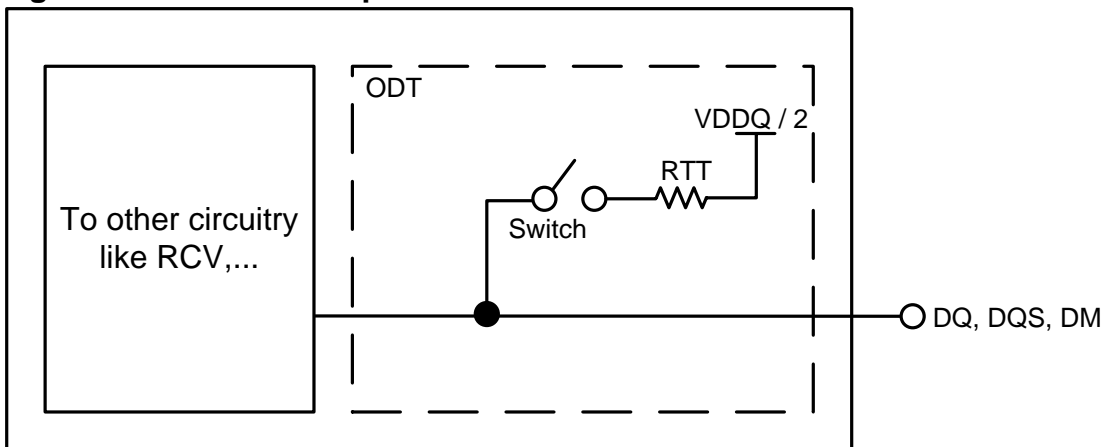 ODT
VDDQ / 2
RTT
Switch
To other circuitry
like RCV,...
DQ, DQS, DM